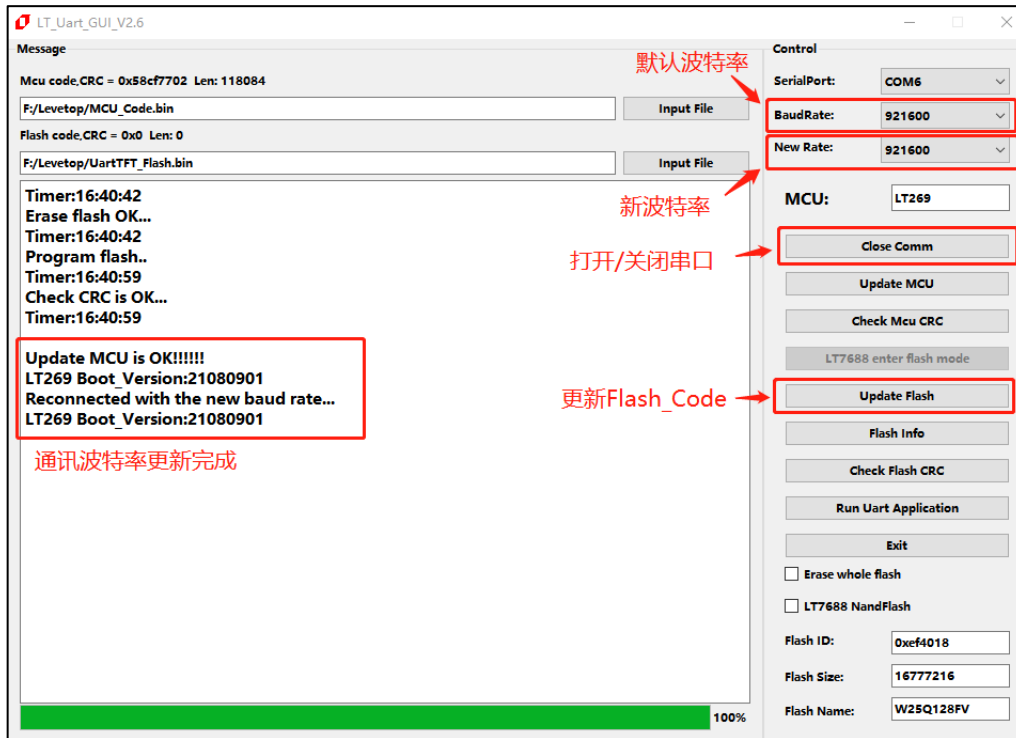 LT_Uart_GUI_V2.6
Message
Mcu code,CRC = 0x58cf7702 Len: 118084
F:/Levetop/MCU_Code.bin
Input File
Flash code,CRC = 0x0 Len: 0
F:/Levetop/UartTFT_Flash.bin
Input File
Timer:16:40:42
Erase flash OK...
Timer:16:40:42
Program flash..
Timer:16:40:59
Check CRC is OK...
Timer:16:40:59
Update MCU is OK!!!!!!
LT269 Boot_Version:21080901
Reconnected with the new baud rate...
LT269 Boot_Version:21080901
通讯波特率更新完成
100%
默认波特率
新波特率
打开/关闭串口
更新Flash_Code
Control
SerialPort: COM6
BaudRate: 921600
New Rate: 921600
MCU: LT269
Close Comm
Update MCU
Check Mcu CRC
LT7688 enter flash mode
Update Flash
Flash Info
Check Flash CRC
Run Uart Application
Exit
Erase whole flash
LT7688 NandFlash
Flash ID: 0xef4018
Flash Size: 16777216
Flash Name: W25Q128FV